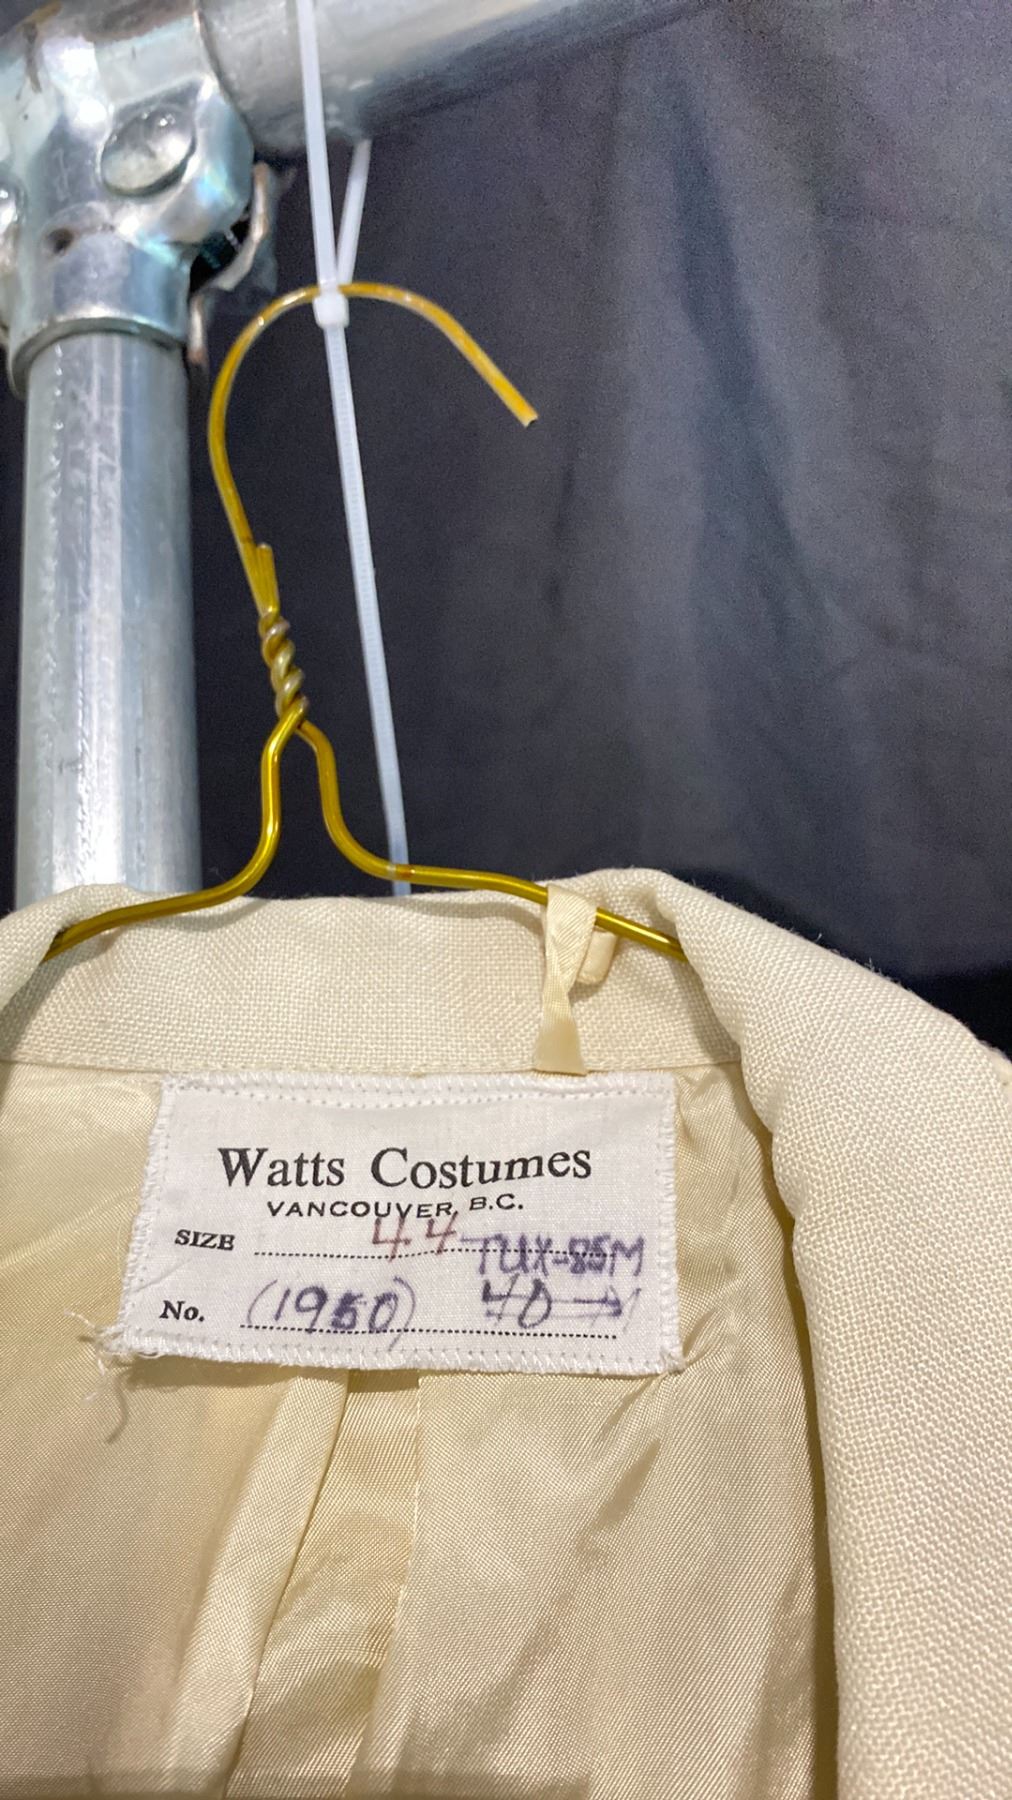 Watts Costumes
VANCOUVER, B.C.
SIZE 44 TUX-85M
No. (1950) 40